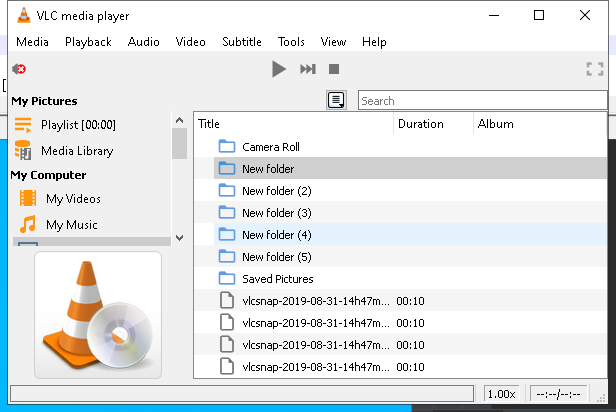 VLC media player
Media Playback Audio Video Subtitle Tools View Help
My Pictures
Playlist [00:00]
Media Library
My Computer
My Videos
My Music
Search
Title Duration Album
Camera Roll
New folder
New folder (2)
New folder (3)
New folder (4)
New folder (5)
Saved Pictures
vlcsnap-2019-08-31-14h47m... 00:10
vlcsnap-2019-08-31-14h47m... 00:10
vlcsnap-2019-08-31-14h47m... 00:10
vlcsnap-2019-08-31-14h47m... 00:10
1.00x --:--/--:--